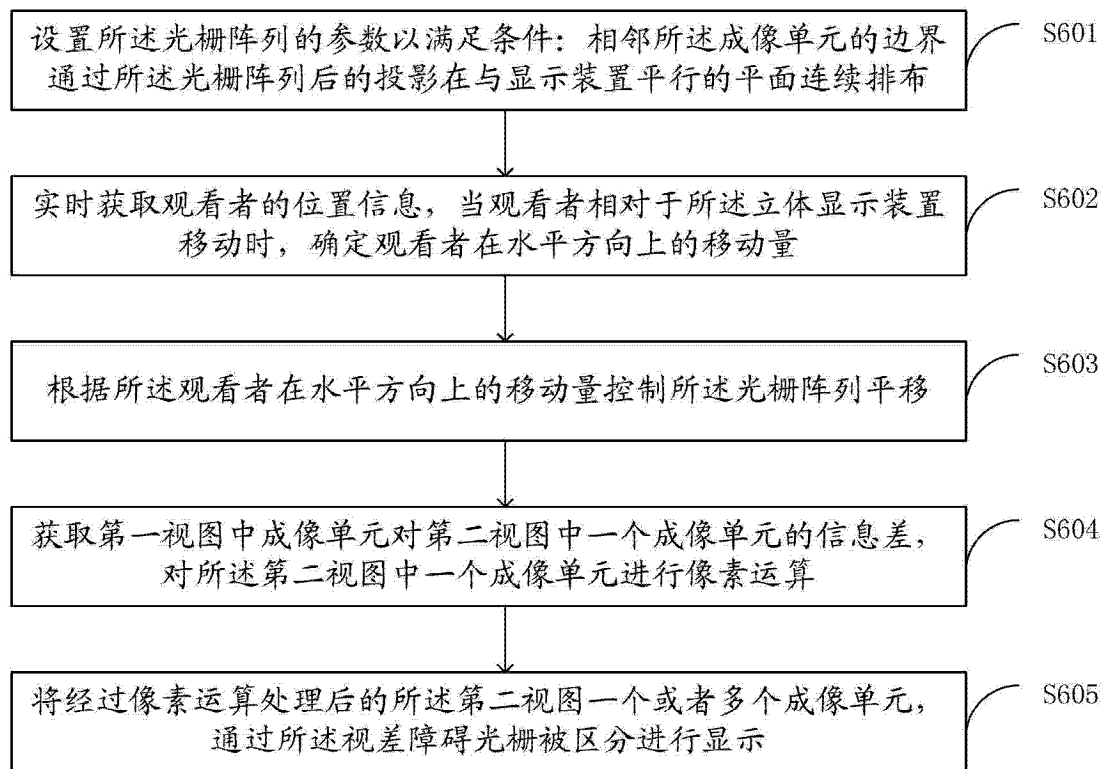 设置所述光栅阵列的参数以满足条件：相邻所述成像单元的边界
通过所述光栅阵列后的投影在与显示装置平行的平面连续排布
S601
实时获取观看者的位置信息，当观看者相对于所述立体显示装置
移动时，确定观看者在水平方向上的移动量
S602
根据所述观看者在水平方向上的移动量控制所述光栅阵列平移
S603
获取第一视图中成像单元对第二视图中一个成像单元的信息差，
对所述第二视图中一个成像单元进行像素运算
S604
将经过像素运算处理后的所述第二视图一个或者多个成像单元，
通过所述视差障碍光栅被区分进行显示
S605